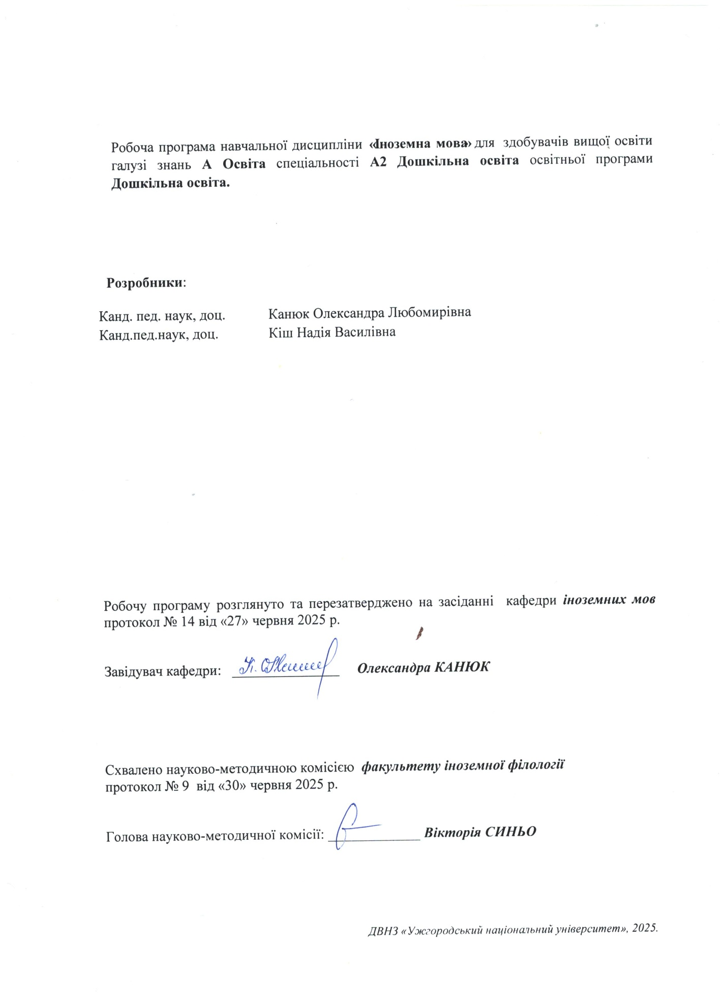 Робоча програма навчальної дисципліни «Іноземна мова» для здобувачів вищої освіти
галузі знань А Освіта спеціальності А2 Дошкільна освіта освітньої програми
Дошкільна освіта.
Розробники:
Канд. пед. наук, доц. Канюк Олександра Любомирівна
Канд.пед.наук, доц. Кіш Надія Василівна
Робочу програму розглянуто та перезатверджено на засіданні кафедри іноземних мов
протокол № 14 від «27» червня 2025 р.
Завідувач кафедри: Олександра КАНЮК
Схвалено науково-методичною комісією факультету іноземної філології
протокол № 9 від «30» червня 2025 р.
Голова науково-методичної комісії: Вікторія СИНЬО
ДВНЗ «Ужгородський національний університет», 2025.